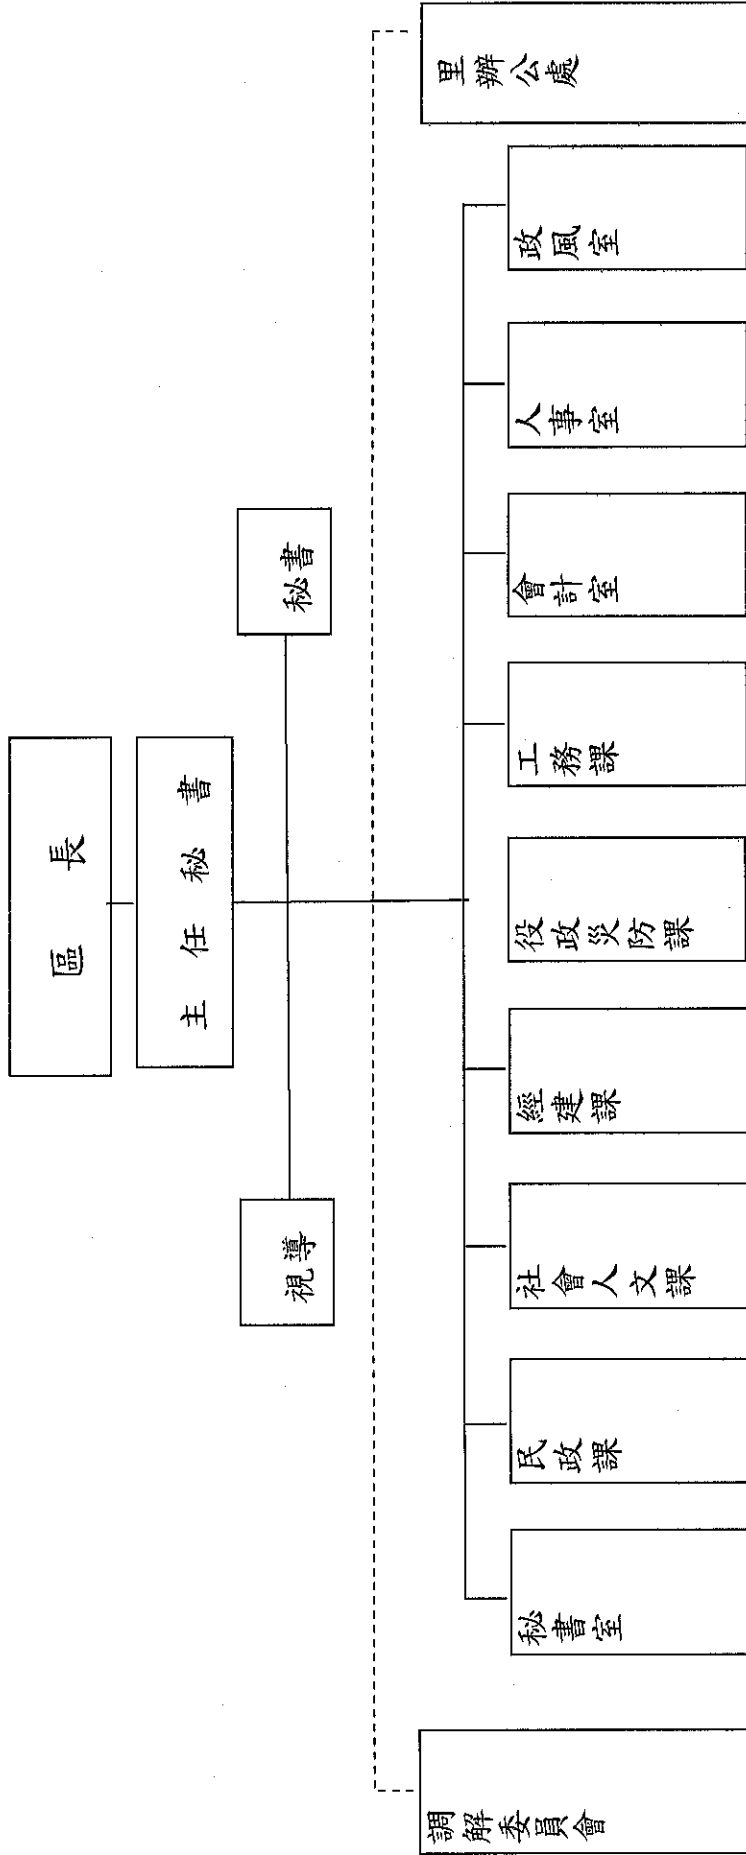 區長
主任秘書
視導
秘書
調解委員會
秘書室
民政課
社會人文課
經建課
役政災防課
工務課
會計室
人事室
政風室
里辦公處